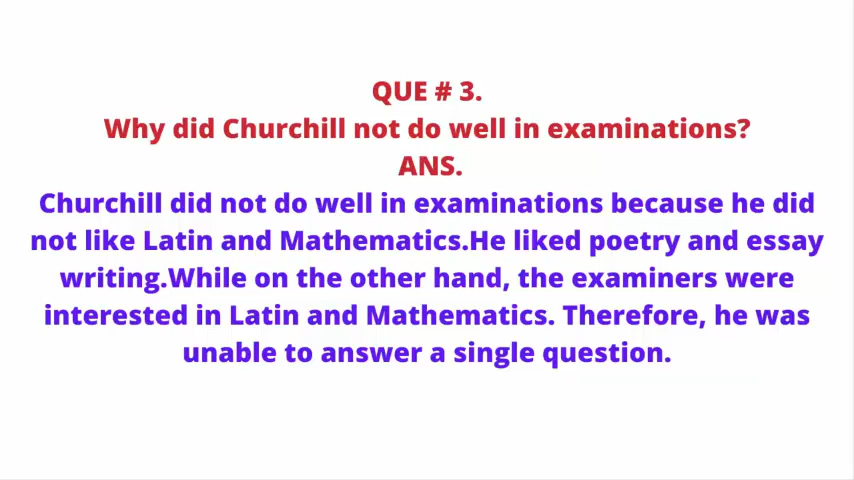 QUE # 3.
Why did Churchill not do well in examinations?
ANS.
Churchill did not do well in examinations because he did
not like Latin and Mathematics.He liked poetry and essay
writing.While on the other hand, the examiners were
interested in Latin and Mathematics. Therefore, he was
unable to answer a single question.